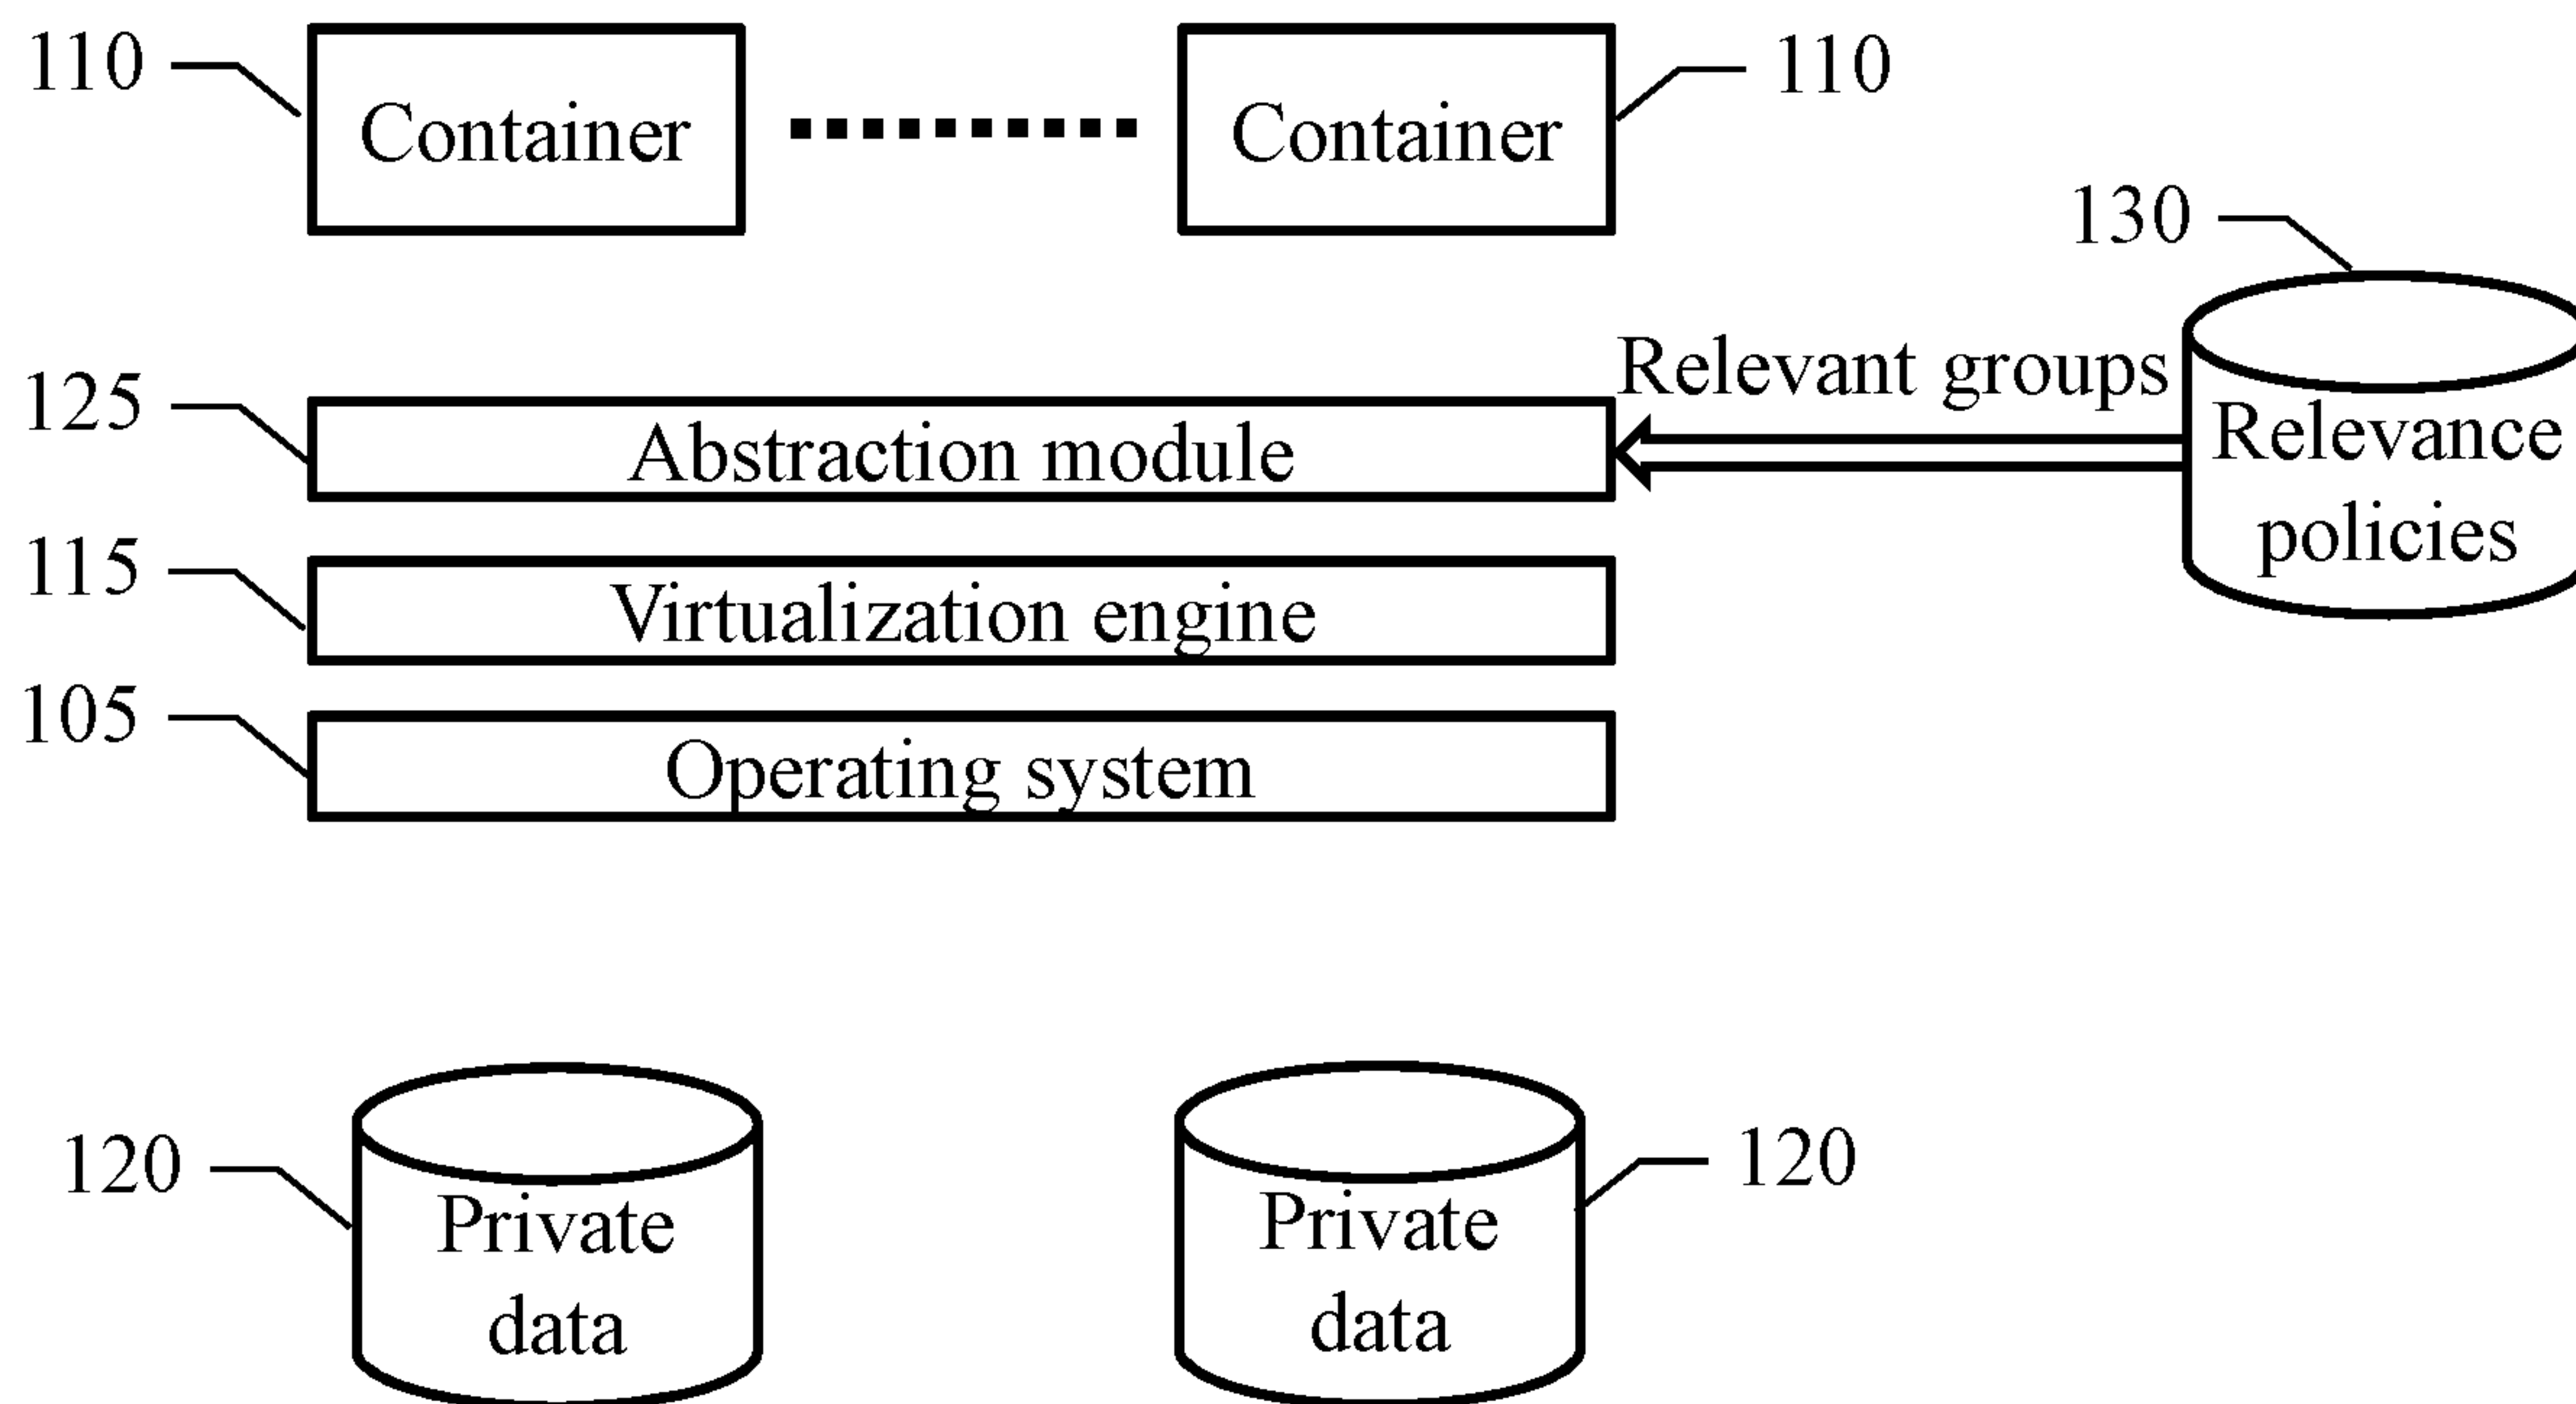 110
Container
Container
110
130
Relevant groups
125
Abstraction module
Relevance
policies
115
Virtualization engine
105
Operating system
120
Private
data
Private
data
120